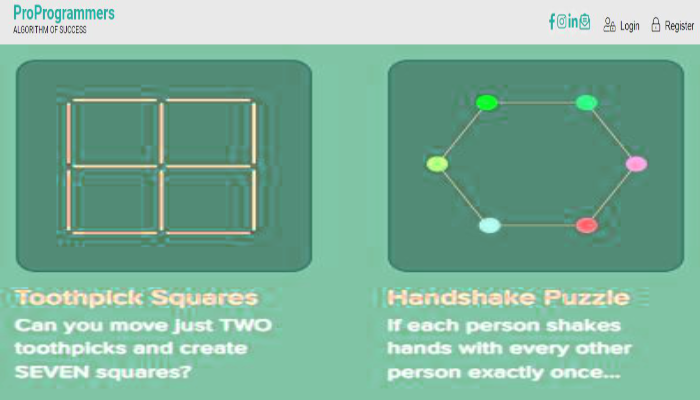 ProProgrammers
ALGORITHM OF SUCCESS
Login
Register
Toothpick Squares
Can you move just TWO
toothpicks and create
SEVEN squares?
Handshake Puzzle
If each person shakes
hands with every other
person exactly once...